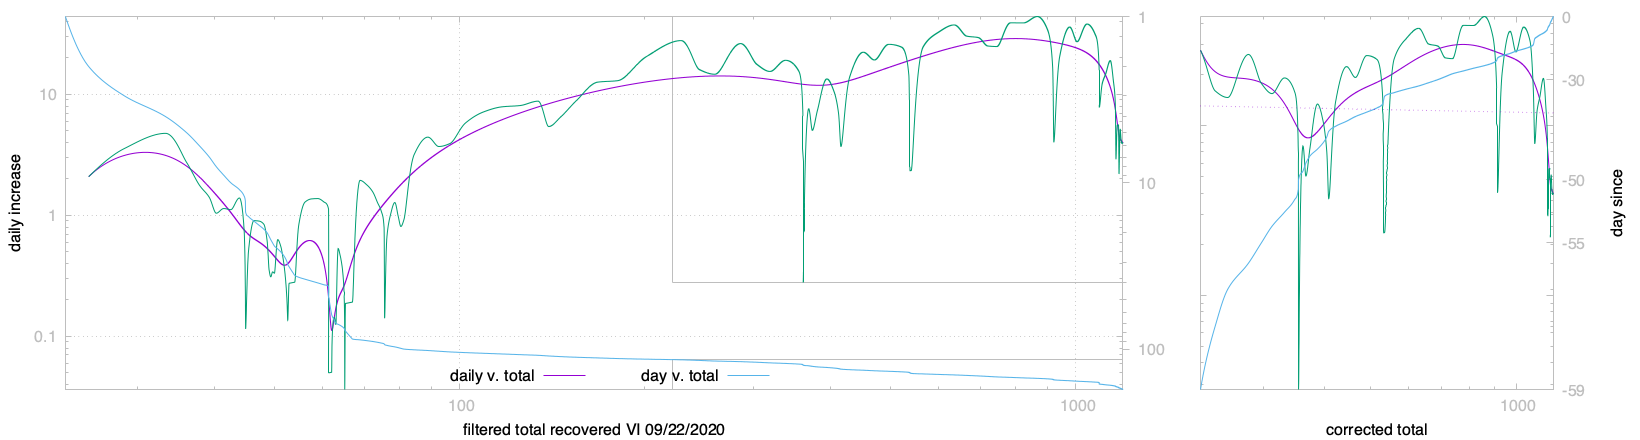 daily increase
10
1
0.1
100
1000
filtered total recovered VI 09/22/2020
daily v. total
day v. total
1
10
100
1000
corrected total
0
-30
-50
-55
-59
day since